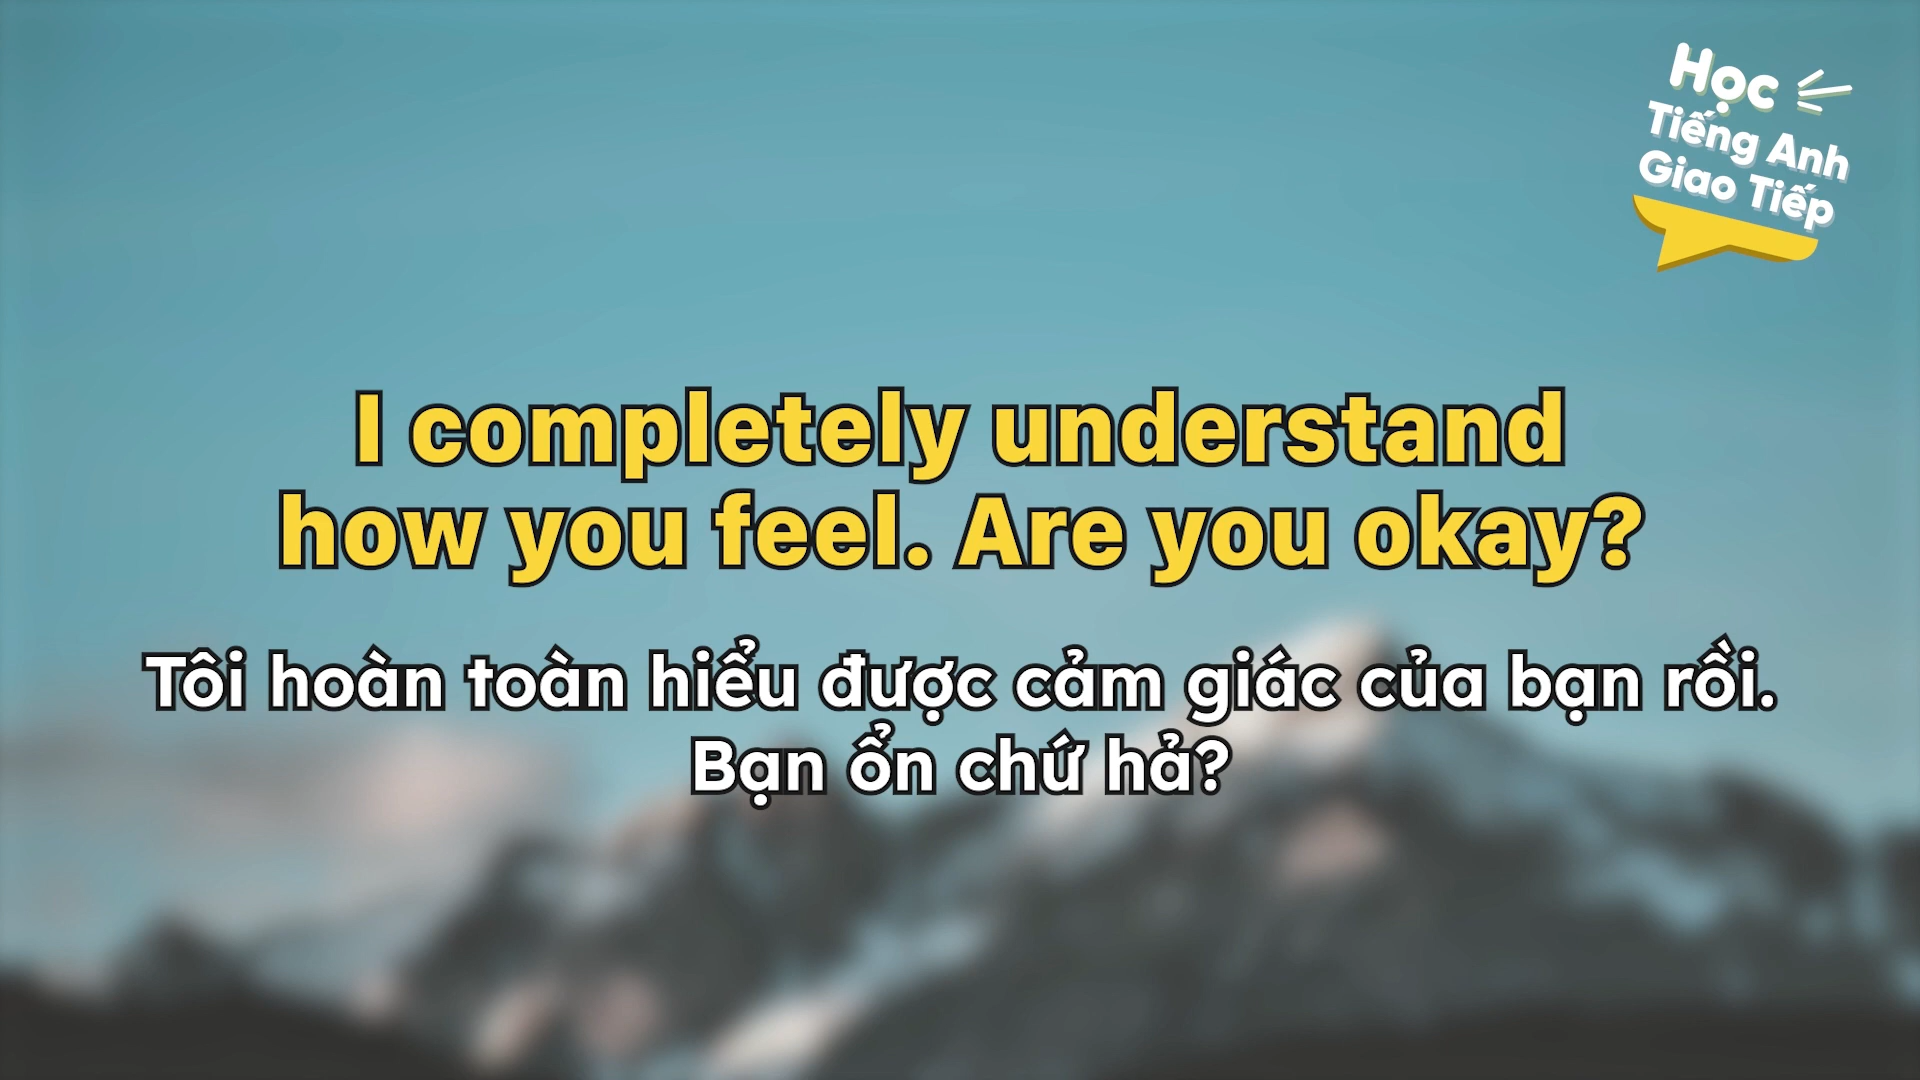 Học
Tiếng Anh
Giao Tiếp
I completely understand
how you feel. Are you okay?
Tôi hoàn toàn hiểu được cảm giác của bạn rồi.
Bạn ổn chứ hả?